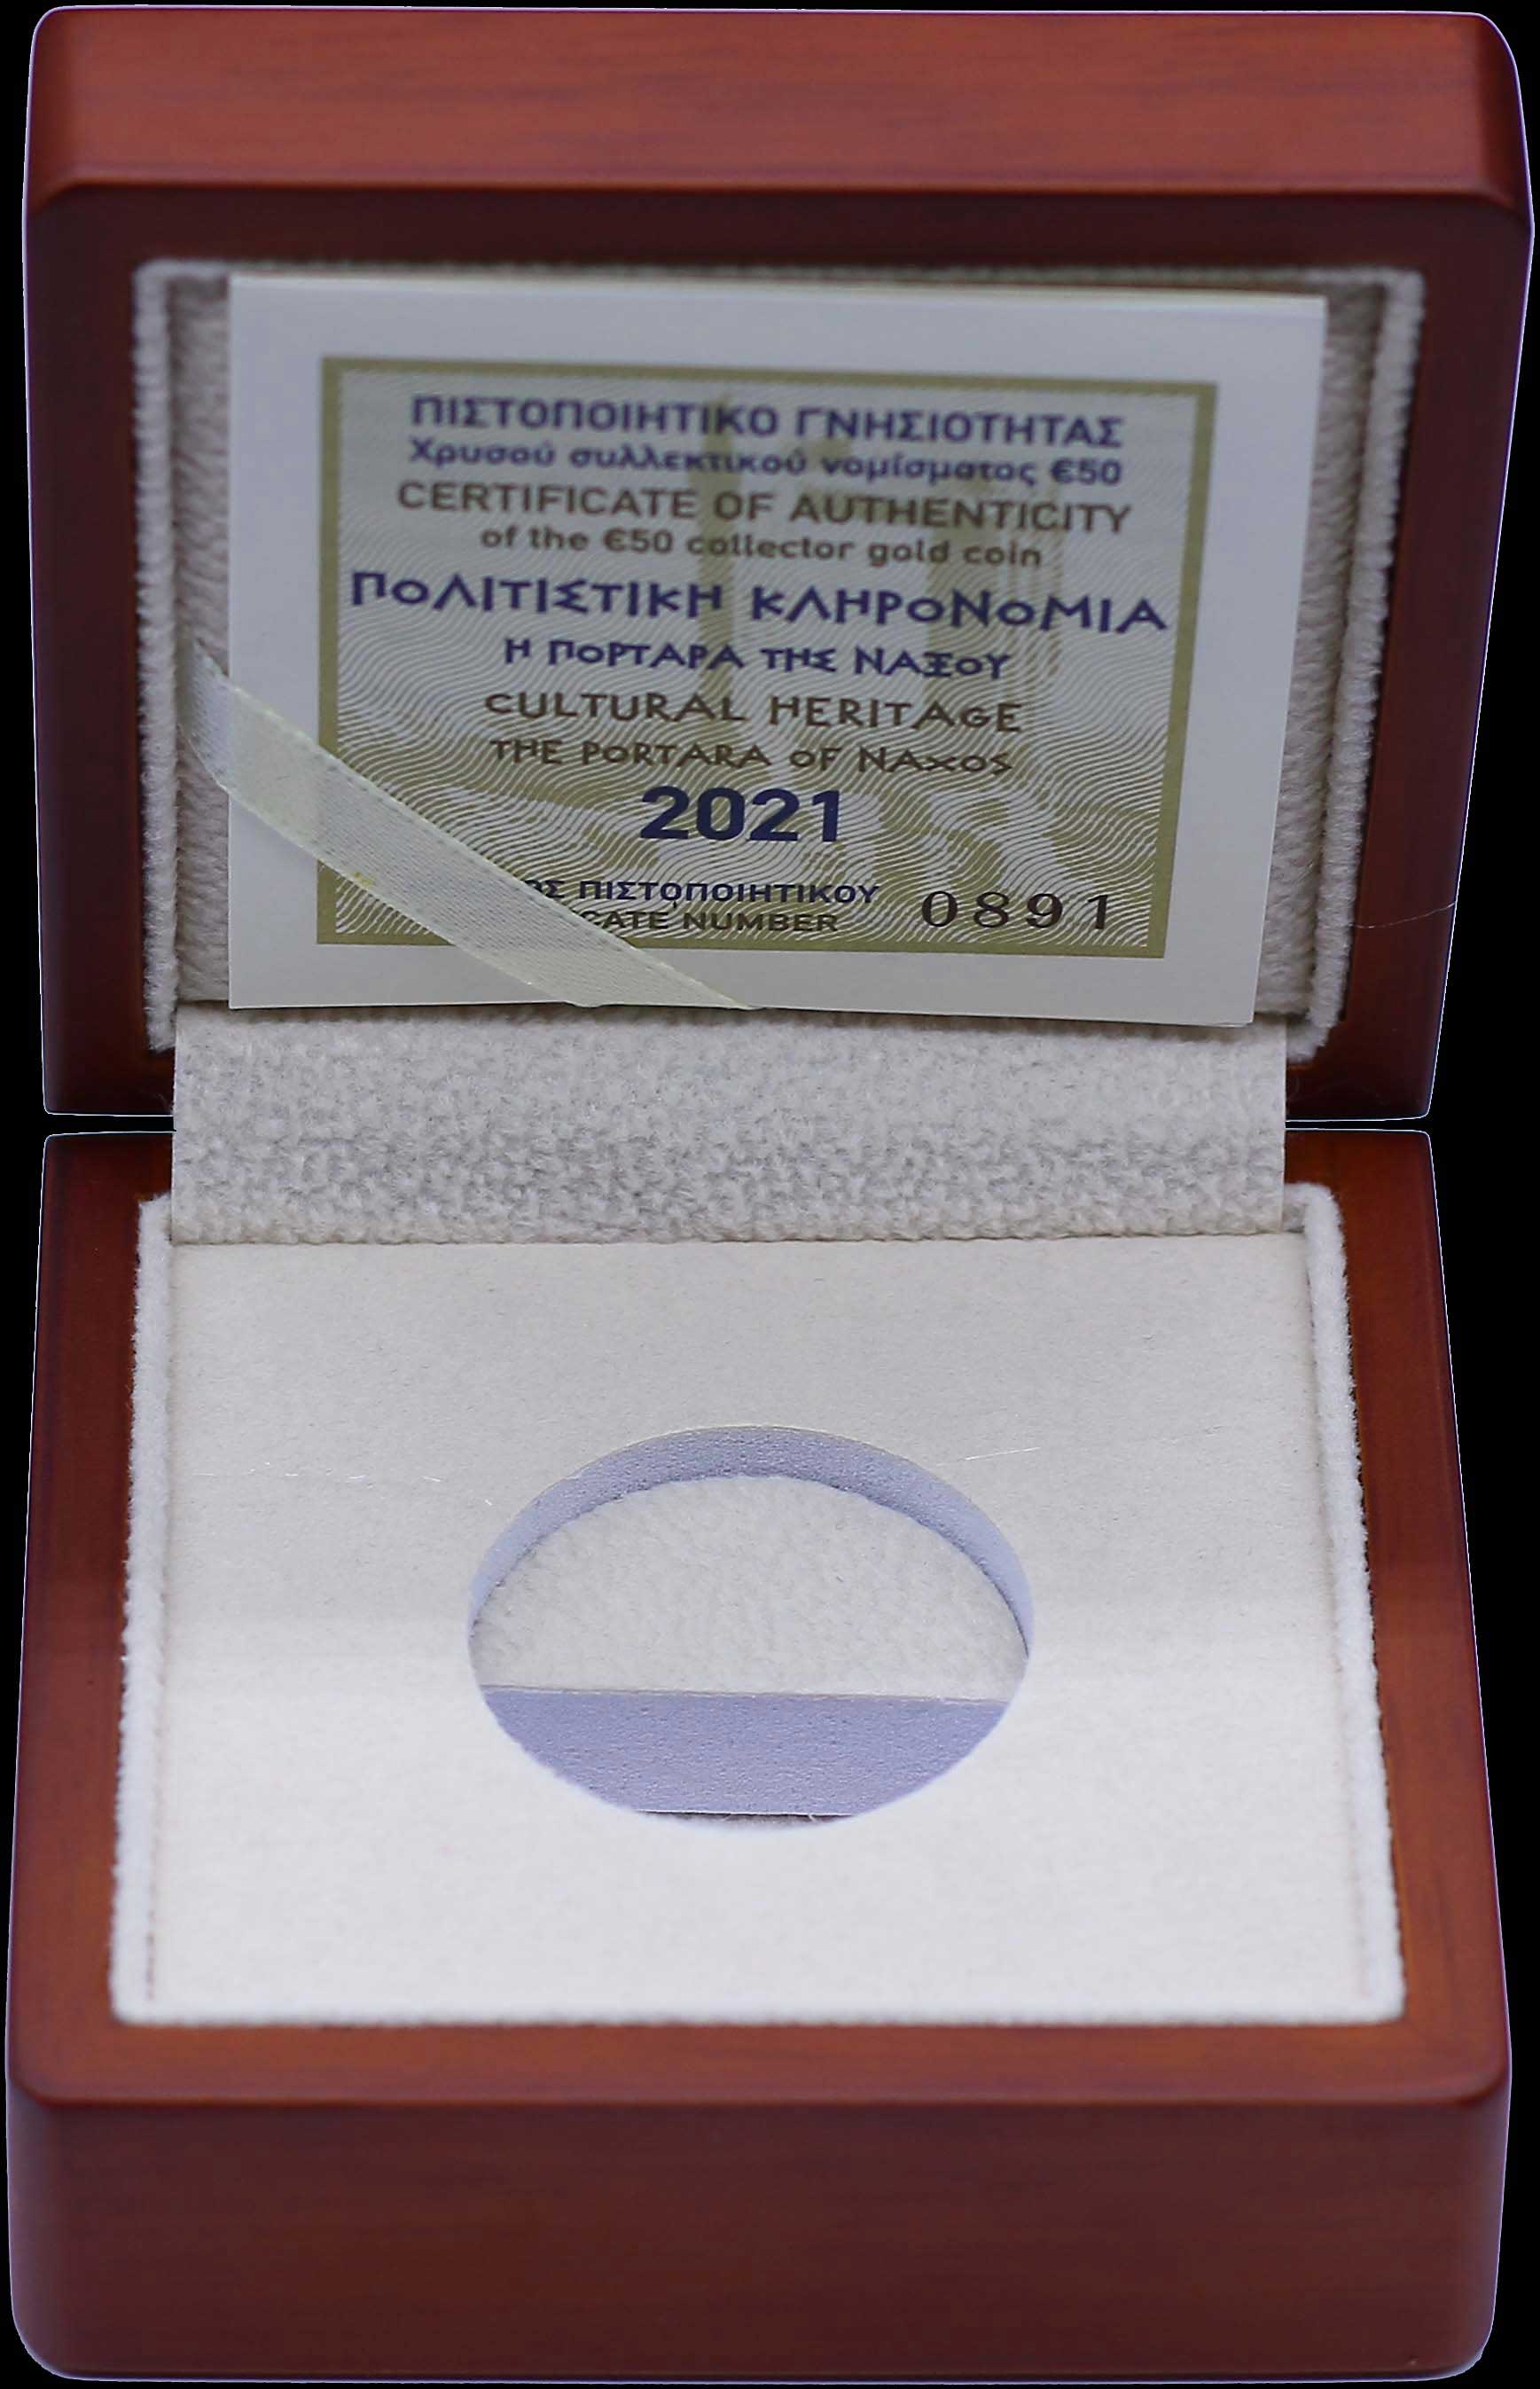 ΠΙΣΤΟΠΟΙΗΤΙΚΟ ΓΝΗΣΙΟΤΗΤΑΣ
Χρυσού συλλεκτικού νομίσματος €50
CERTIFICATE OF AUTHENTICITY
of the €50 collector gold coin
ΠΟΛΙΤΙΣΤΙΚΗ ΚΛΗΡΟΝΟΜΙΑ
Η ΠΟΡΤΑΡΑ ΤΗΣ ΝΑΞΟΥ
CULTURAL HERITAGE
THE PORTARA OF NAXOS
2021
ΠΙΣΤΟΠΟΙΗΤΙΚΟΥ 0891
NUMBER